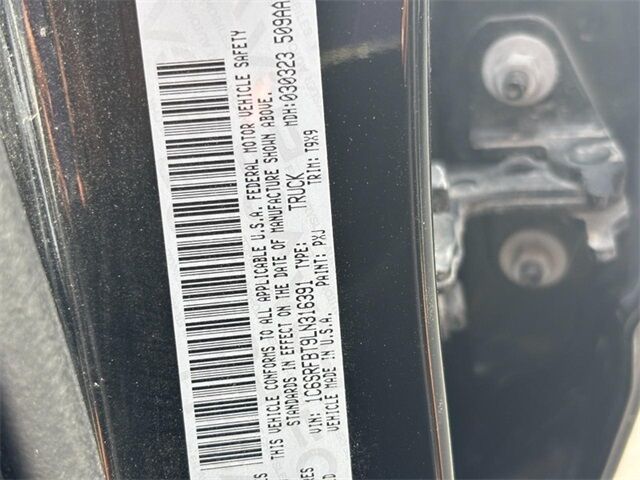 THIS VEHICLE CONFORMS TO ALL APPLICABLE U.S.A. FEDERAL MOTOR VEHICLE SAFETY
STANDARDS IN EFFECT ON THE DATE OF MANUFACTURE SHOWN ABOVE.
VIN: 1C6SRFBT9LN316391 TYPE: TRUCK MDH:030323 509AA
VEHICLE MADE IN U.S.A. PAINT: PXJ TRIM: T9X9